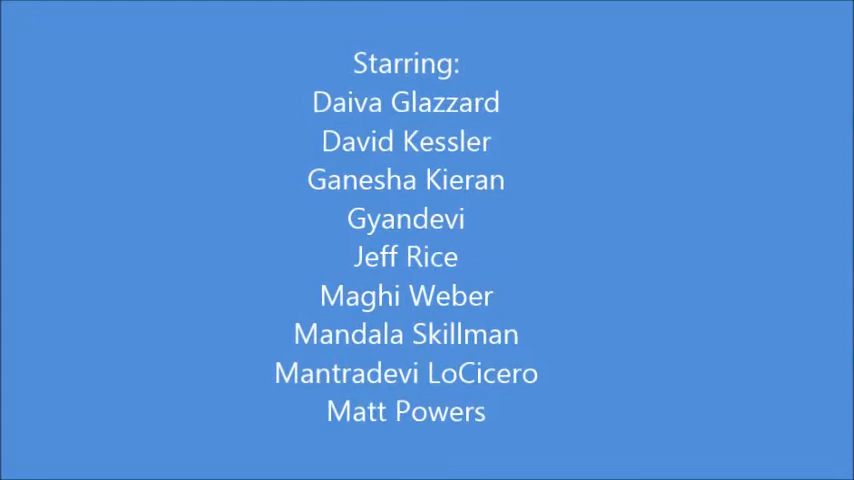 Starring:
Daiva Glazzard
David Kessler
Ganesha Kieran
Gyandevi
Jeff Rice
Maghi Weber
Mandala Skillman
Mantradevi LoCicero
Matt Powers